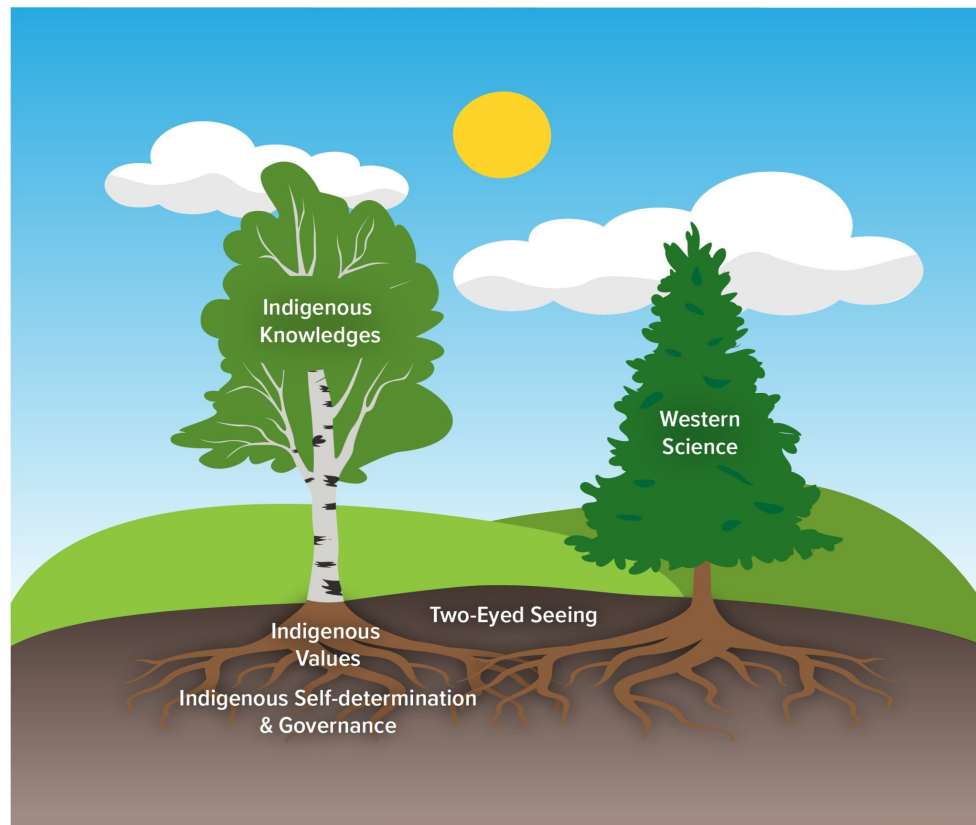 Indigenous
Knowledges
Western
Science
Two-Eyed Seeing
Indigenous
Values
Indigenous Self-determination
& Governance